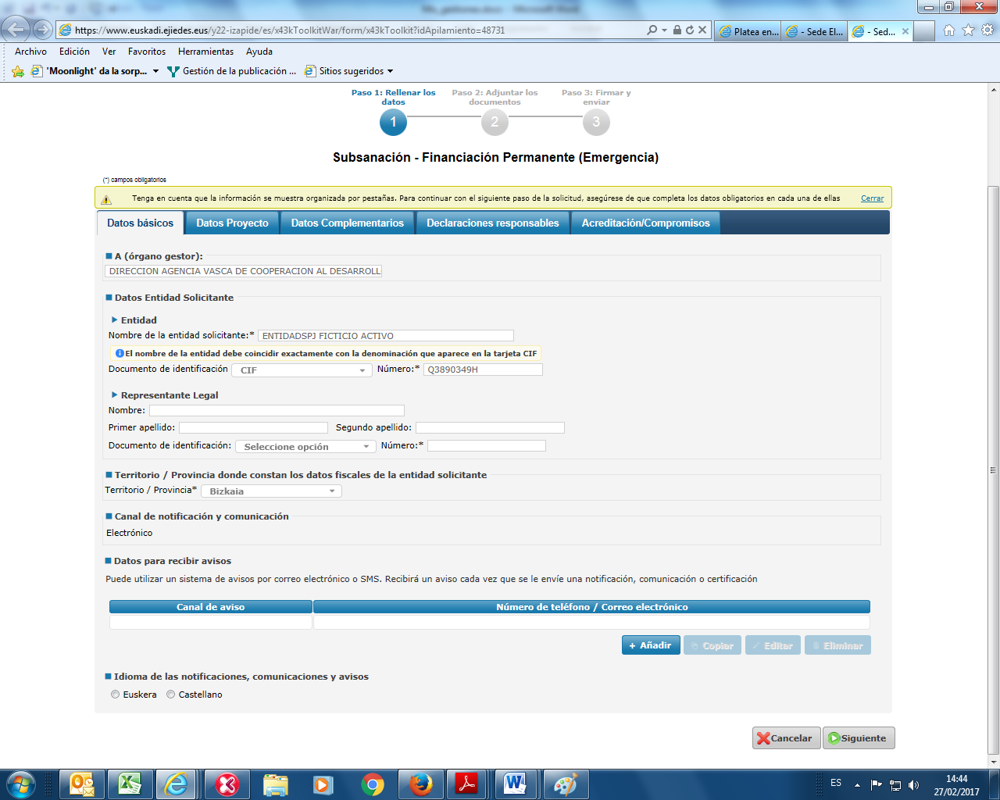 https://www.euskadi.ejiedes.eus/y22-izapide/es/x43kToolkitWar/form/x43kToolkit?idApilamiento=48731
Platea en...
- Sede El...
- Sed...
Archivo Edición Ver Favoritos Herramientas Ayuda
'Moonlight' da la sorp... Gestión de la publicación ... Sitios sugeridos
Paso 1: Rellenar los datos
Paso 2: Adjuntar los documentos
Paso 3: Firmar y enviar
1 2 3
Subsanación - Financiación Permanente (Emergencia)
(*) campos obligatorios
Tenga en cuenta que la información se muestra organizada por pestañas. Para continuar con el siguiente paso de la solicitud, asegúrese de que completa los datos obligatorios en cada una de ellas Cerrar
Datos básicos Datos Proyecto Datos Complementarios Declaraciones responsables Acreditación/Compromisos
A (órgano gestor):
DIRECCION AGENCIA VASCA DE COOPERACION AL DESARROLL
Datos Entidad Solicitante
Entidad
Nombre de la entidad solicitante:* ENTIDADSPJ FICTICIO ACTIVO
El nombre de la entidad debe coincidir exactamente con la denominación que aparece en la tarjeta CIF
Documento de identificación CIF Número:* Q3890349H
Representante Legal
Nombre:
Primer apellido: Segundo apellido:
Documento de identificación: Seleccione opción Número:*
Territorio / Provincia donde constan los datos fiscales de la entidad solicitante
Territorio / Provincia* Bizkaia
Canal de notificación y comunicación
Electrónico
Datos para recibir avisos
Puede utilizar un sistema de avisos por correo electrónico o SMS. Recibirá un aviso cada vez que se le envíe una notificación, comunicación o certificación
Canal de aviso Número de teléfono / Correo electrónico
+ Añadir Copiar Editar Eliminar
Idioma de las notificaciones, comunicaciones y avisos
Euskera Castellano
Cancelar Siguiente
ES
14:44
27/02/2017